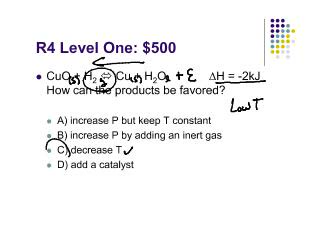 R4 Level One: $500
CuO(s) + H₂(g) ⇔ Cu(s) + H₂O(l) + E ΔH = -2kJ
How can the products be favored?
Low T
A) increase P but keep T constant
B) increase P by adding an inert gas
C) decrease T ✓
D) add a catalyst